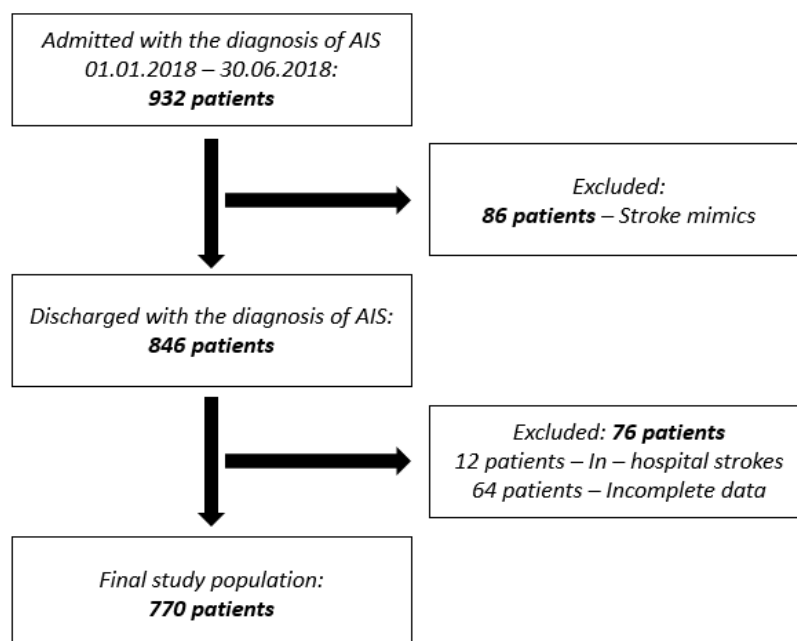 Admitted with the diagnosis of AIS
01.01.2018 – 30.06.2018:
932 patients
Excluded:
86 patients – Stroke mimics
Discharged with the diagnosis of AIS:
846 patients
Excluded: 76 patients
12 patients – In – hospital strokes
64 patients – Incomplete data
Final study population:
770 patients